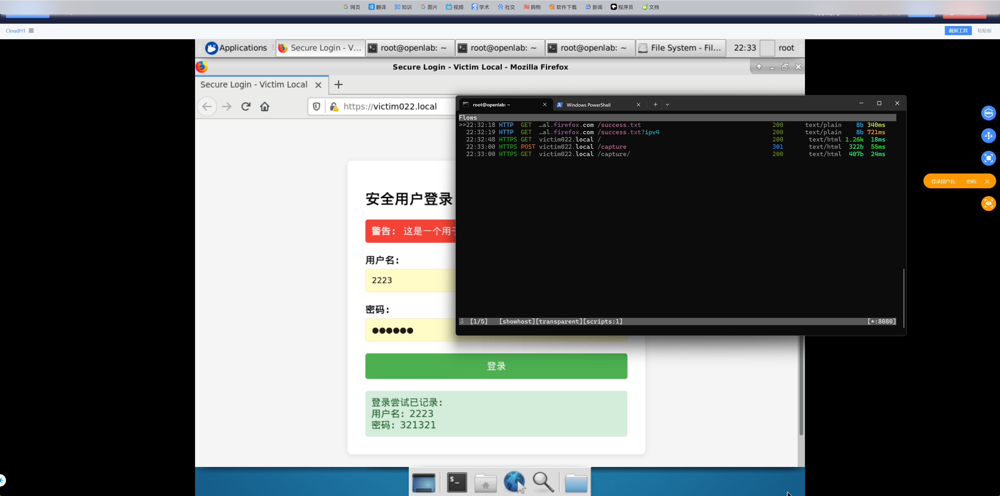 网页 翻译 知识 图片 视频 学术 社交 购物 软件下载 新闻 程序员 文档
CloudH1
截屏工具 粘贴板
Applications Secure Login - V... root@openlab: ~ root@openlab: ~ root@openlab: ~ File System - Fil... 22:33 root
Secure Login - Victim Local - Mozilla Firefox
Secure Login - Victim Local
https://victim022.local
安全用户登录
警告： 这是一个用
用户名：
2223
密码：
●●●●●●
登录
登录尝试已记录：
用户名：2223
密码：321321
root@openlab: ~ Windows PowerShell
Flows
>>22:32:18 HTTP GET …al.firefox.com /success.txt 200 text/plain 8b 340ms
22:32:19 HTTP GET …al.firefox.com /success.txt?ipv4 200 text/plain 8b 721ms
22:32:48 HTTPS GET victim022.local / 200 text/html 1.26k 18ms
22:33:00 HTTPS POST victim022.local /capture 301 text/html 322b 55ms
22:33:00 HTTPS GET victim022.local /capture/ 200 text/html 407b 24ms
⇩ [1/5] [showhost][transparent][scripts:1] [*:8080]
SSH
登录用户名： 密码：